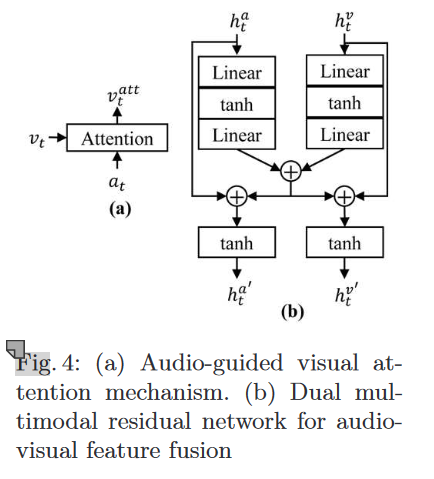 h_t^a
h_t^v
Linear
Linear
v_t^{att}
tanh
tanh
v_t
Attention
Linear
Linear
a_t
(a)
tanh
tanh
h_t^{a'}
h_t^{v'}
(b)
Fig. 4: (a) Audio-guided visual at-
tention mechanism. (b) Dual mul-
timodal residual network for audio-
visual feature fusion